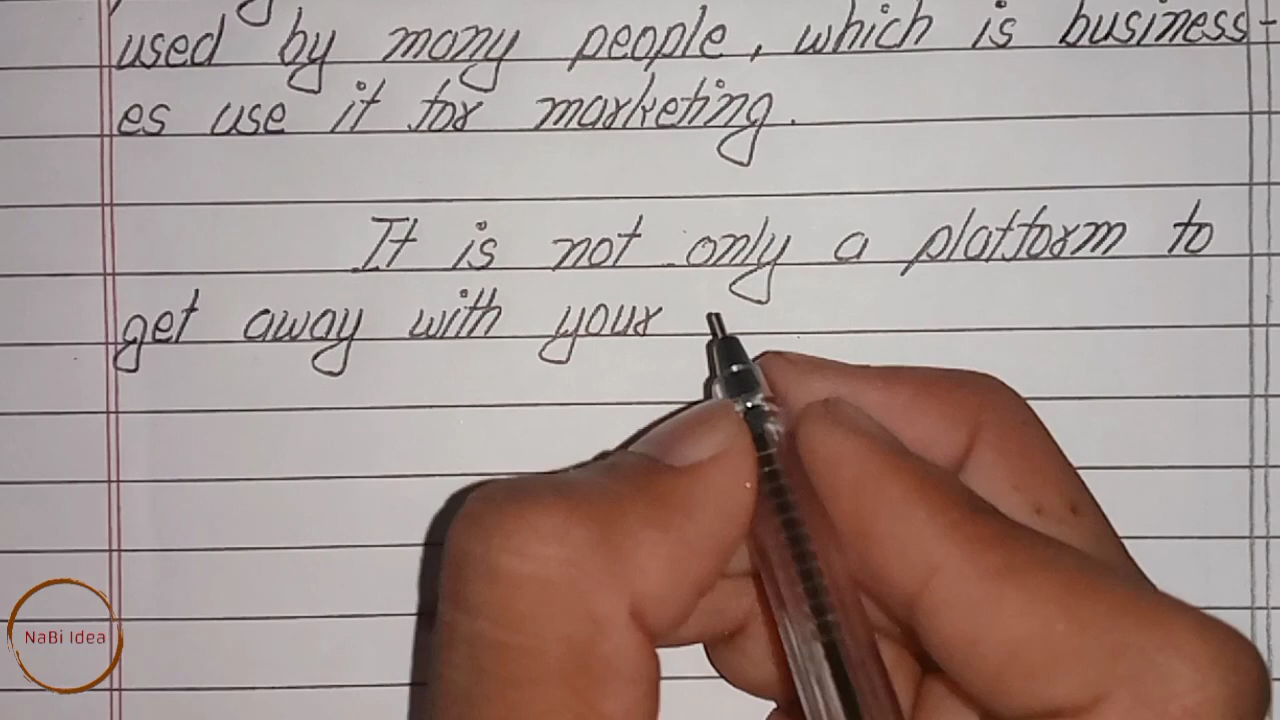 used by many people, which is business-
es use it for marketing.
It is not only a platform to
get away with your
NaBi Idea